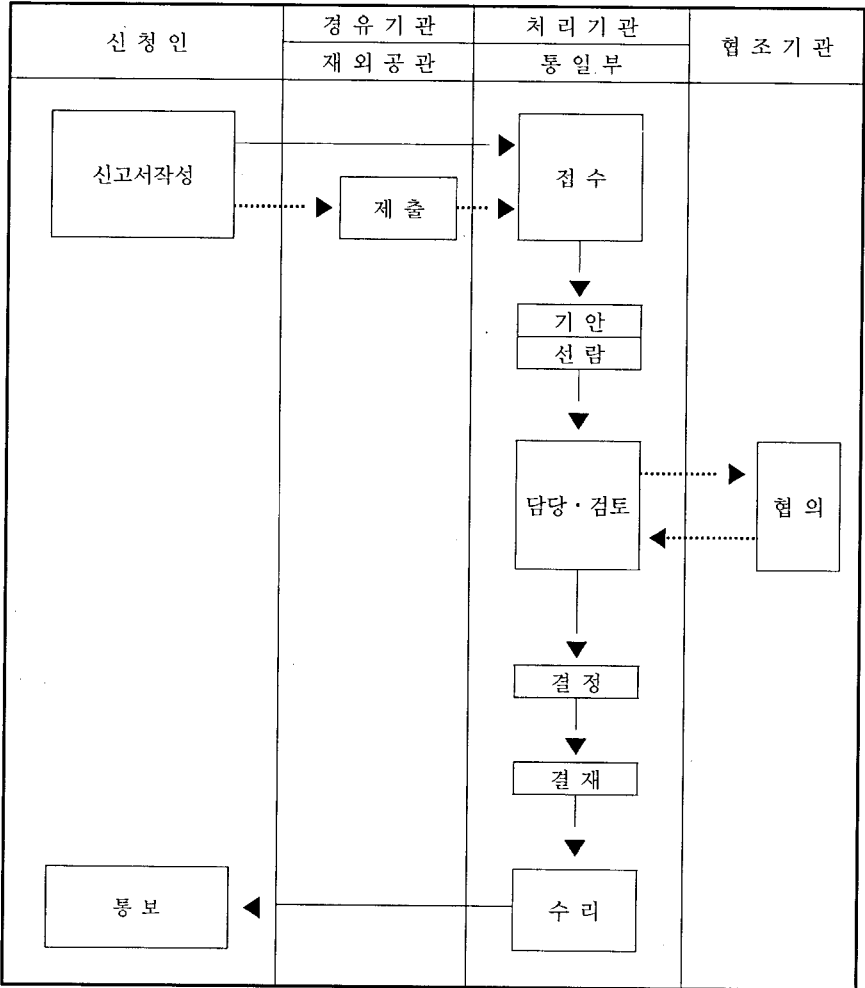 신 청 인
경 유 기 관
재 외 공 관
처 리 기 관
통 일 부
협 조 기 관
신고서작성
제 출
접 수
기 안
선 람
담당·검토
협 의
결 정
결 재
통 보
수 리